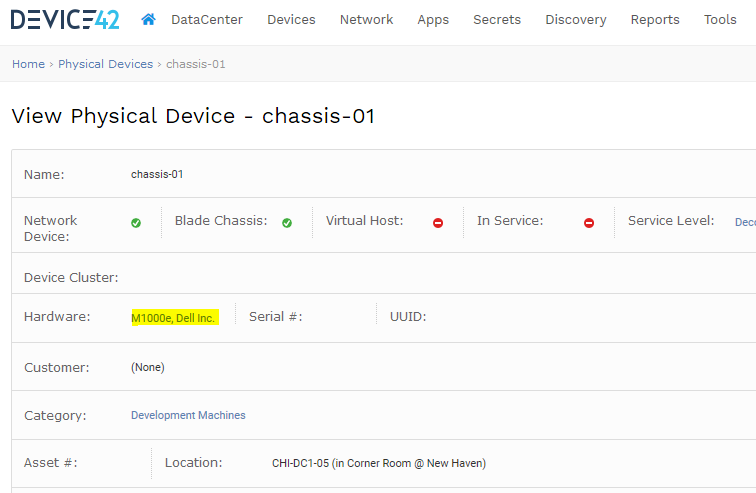 DEVICE42 DataCenter Devices Network Apps Secrets Discovery Reports Tools
Home › Physical Devices › chassis-01
View Physical Device - chassis-01
Name: chassis-01
Network Device: Blade Chassis: Virtual Host: In Service: Service Level: Deco
Device Cluster:
Hardware: M1000e, Dell Inc. Serial #: UUID:
Customer: (None)
Category: Development Machines
Asset #: Location: CHI-DC1-05 (in Corner Room @ New Haven)